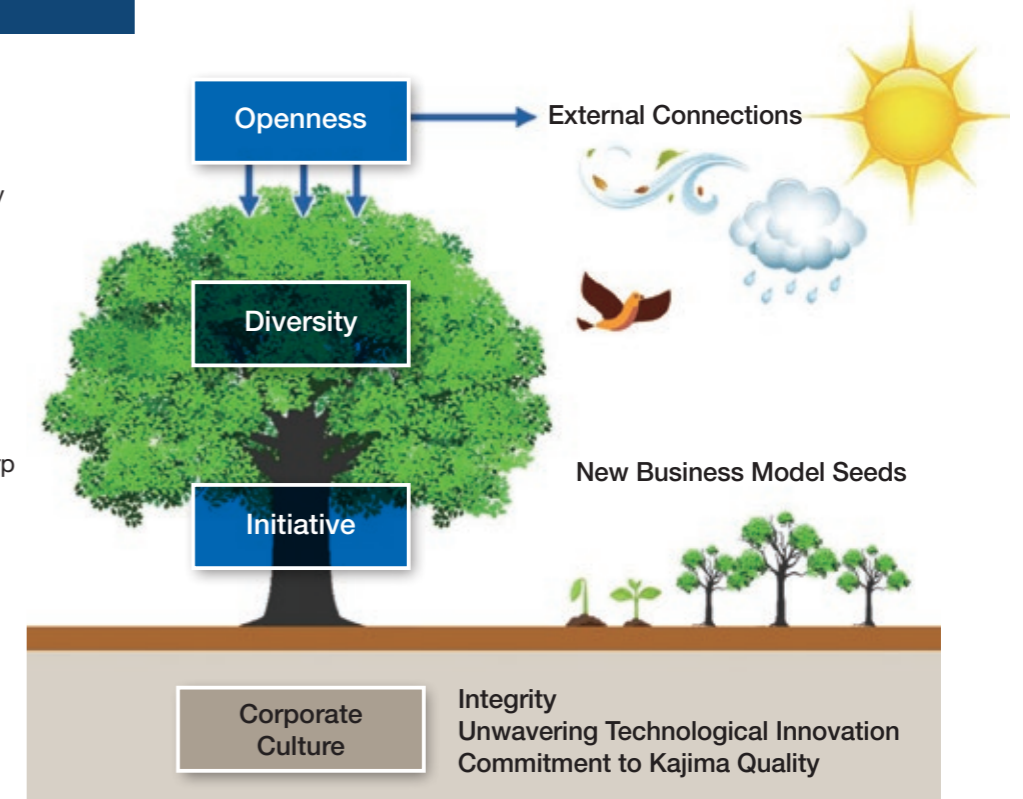 Openness
External Connections
y
Diversity
rp
New Business Model Seeds
Initiative
Corporate
Culture
Integrity
Unwavering Technological Innovation
Commitment to Kajima Quality